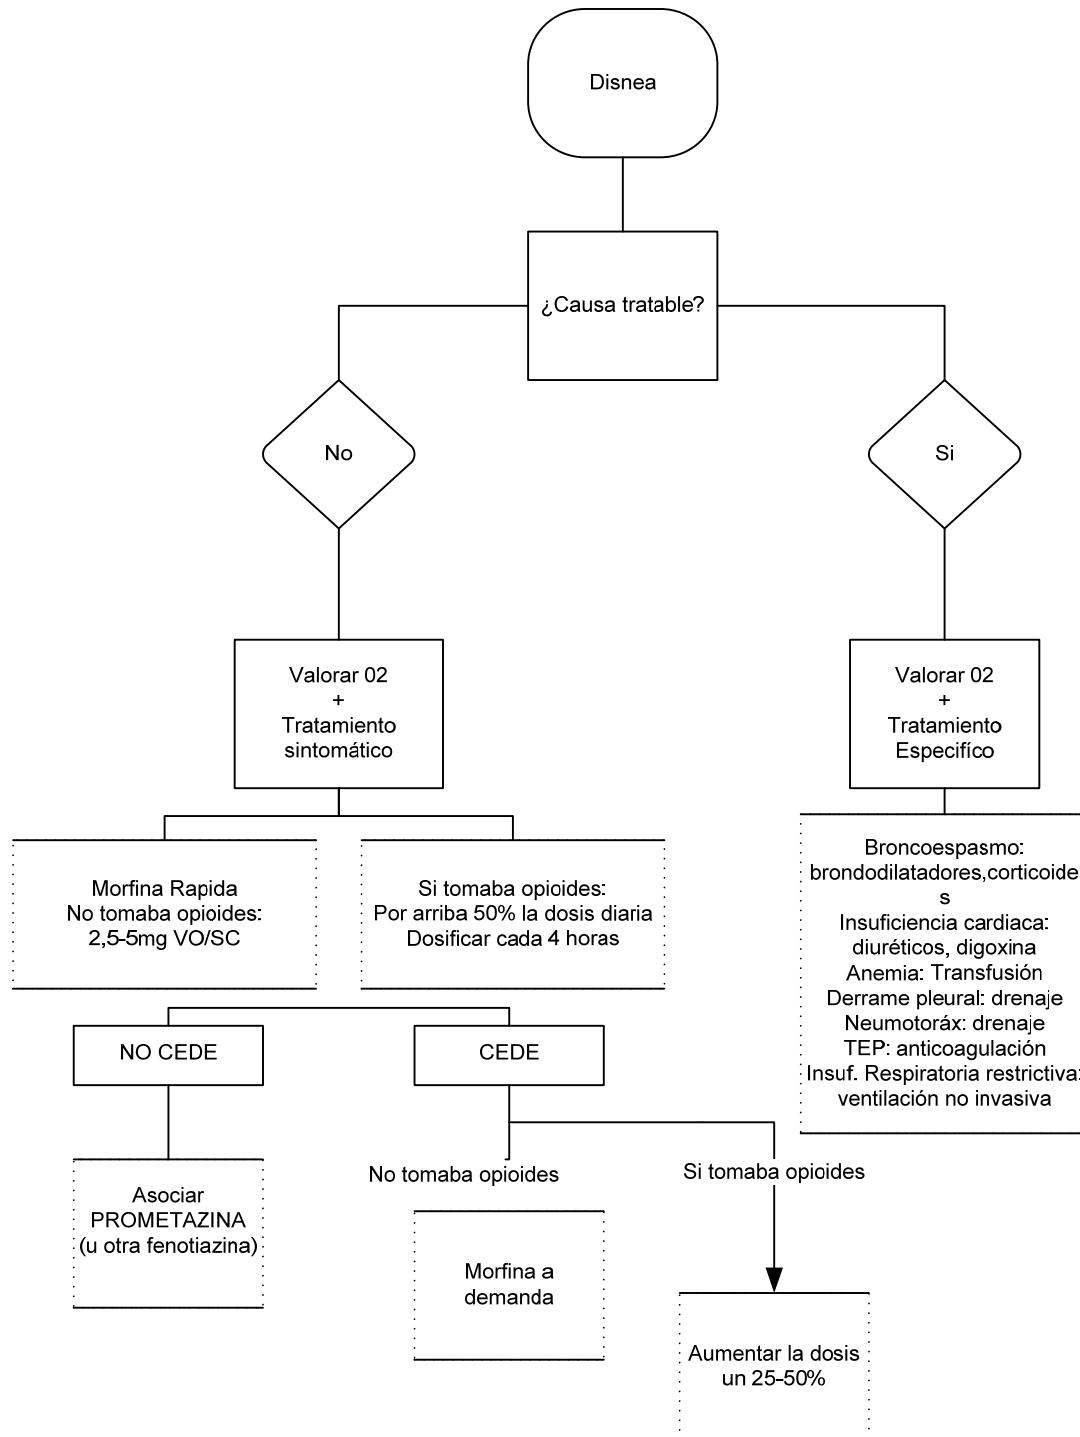 Disnea
¿Causa tratable?
No
Si
Valorar 02
+
Tratamiento
sintomático
Valorar 02
+
Tratamiento
Especifíco
Morfina Rapida
No tomaba opioides:
2,5-5mg VO/SC
Si tomaba opioides:
Por arriba 50% la dosis diaria
Dosificar cada 4 horas
Broncoespasmo:
brondodilatadores,corticoide
s
Insuficiencia cardiaca:
diuréticos, digoxina
Anemia: Transfusión
Derrame pleural: drenaje
Neumotoráx: drenaje
TEP: anticoagulación
Insuf. Respiratoria restrictiva:
ventilación no invasiva
NO CEDE
CEDE
No tomaba opioides
Si tomaba opioides
Asociar
PROMETAZINA
(u otra fenotiazina)
Morfina a
demanda
Aumentar la dosis
un 25-50%